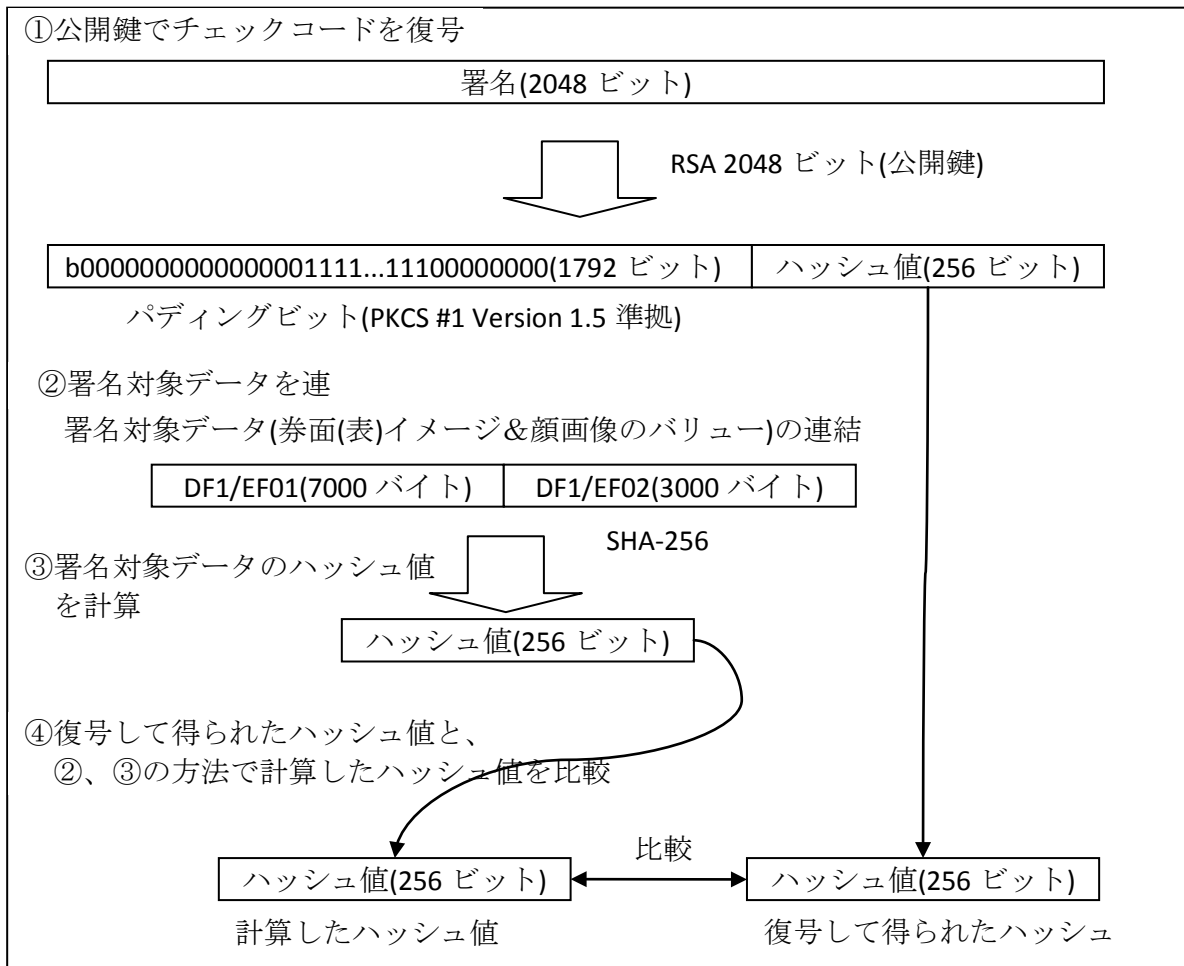 ①公開鍵でチェックコードを復号
署名(2048 ビット)
RSA 2048 ビット(公開鍵)
b00000000000000001111...11100000000(1792 ビット)
ハッシュ値(256 ビット)
パディングビット(PKCS #1 Version 1.5 準拠)
②署名対象データを連
署名対象データ(券面(表)イメージ&顔画像のバリュー)の連結
DF1/EF01(7000 バイト)
DF1/EF02(3000 バイト)
SHA-256
③署名対象データのハッシュ値
を計算
ハッシュ値(256 ビット)
④復号して得られたハッシュ値と、
②、③の方法で計算したハッシュ値を比較
比較
ハッシュ値(256 ビット)
ハッシュ値(256 ビット)
計算したハッシュ値
復号して得られたハッシュ